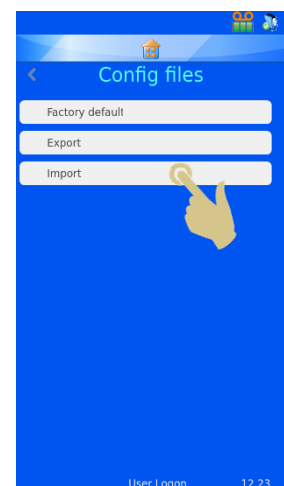 Config files
Factory default
Export
Import
User Logon 12.23